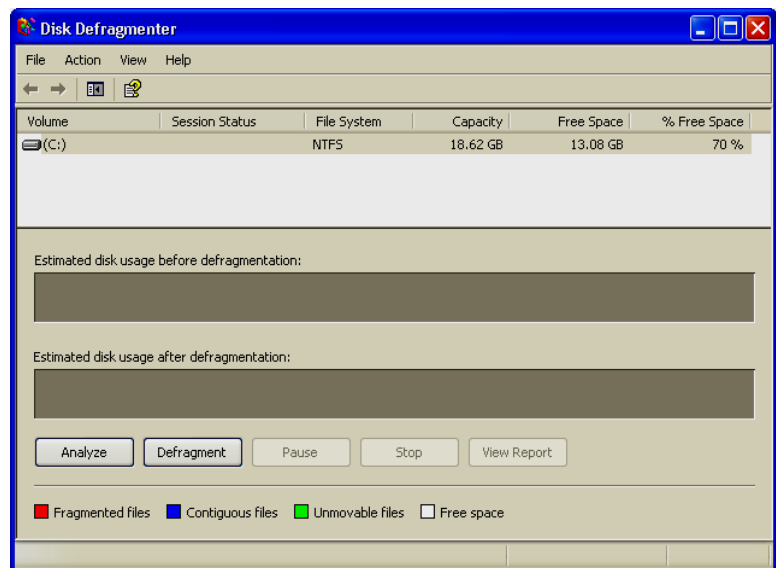 Disk Defragmenter
File Action View Help
Volume Session Status File System Capacity Free Space % Free Space
(C:) NTFS 18.62 GB 13.08 GB 70 %
Estimated disk usage before defragmentation:
Estimated disk usage after defragmentation:
Analyze Defragment Pause Stop View Report
Fragmented files Contiguous files Unmovable files Free space